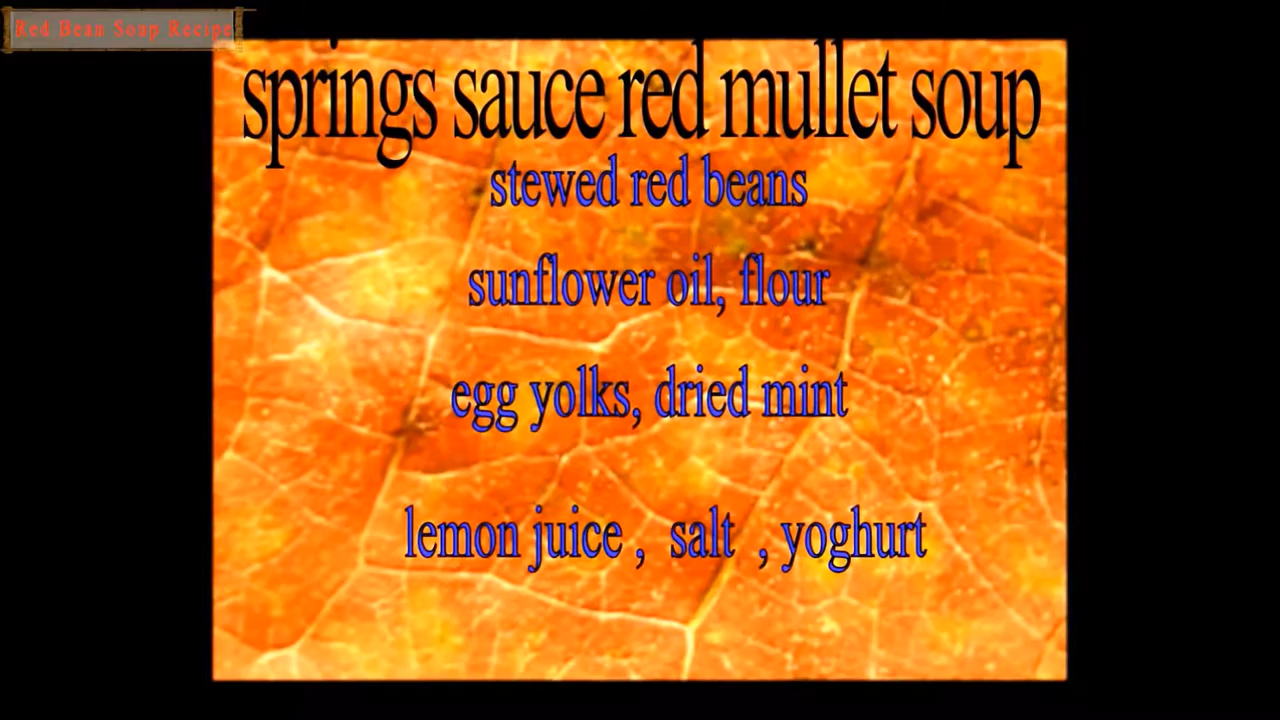 Red Bean Soup Recipe
springs sauce red mullet soup
stewed red beans
sunflower oil, flour
egg yolks, dried mint
lemon juice , salt , yoghurt